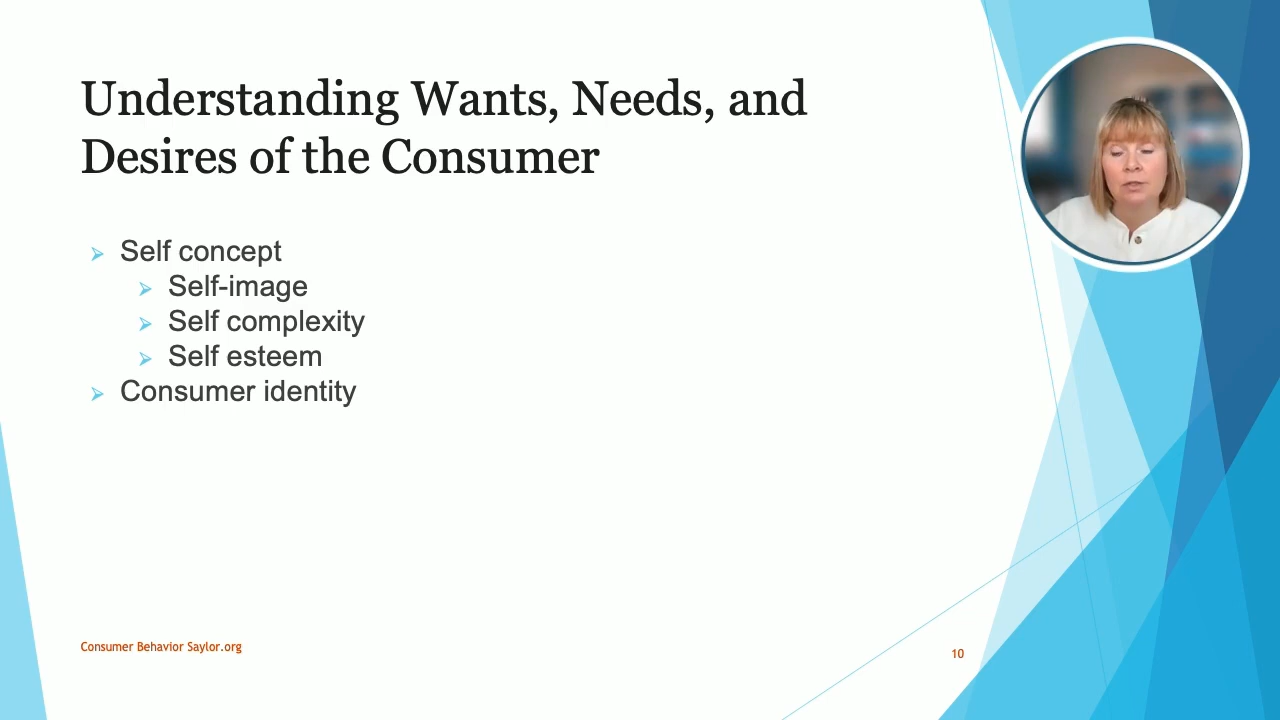 Understanding Wants, Needs, and
Desires of the Consumer
Self concept
Self-image
Self complexity
Self esteem
Consumer identity
Consumer Behavior Saylor.org
10